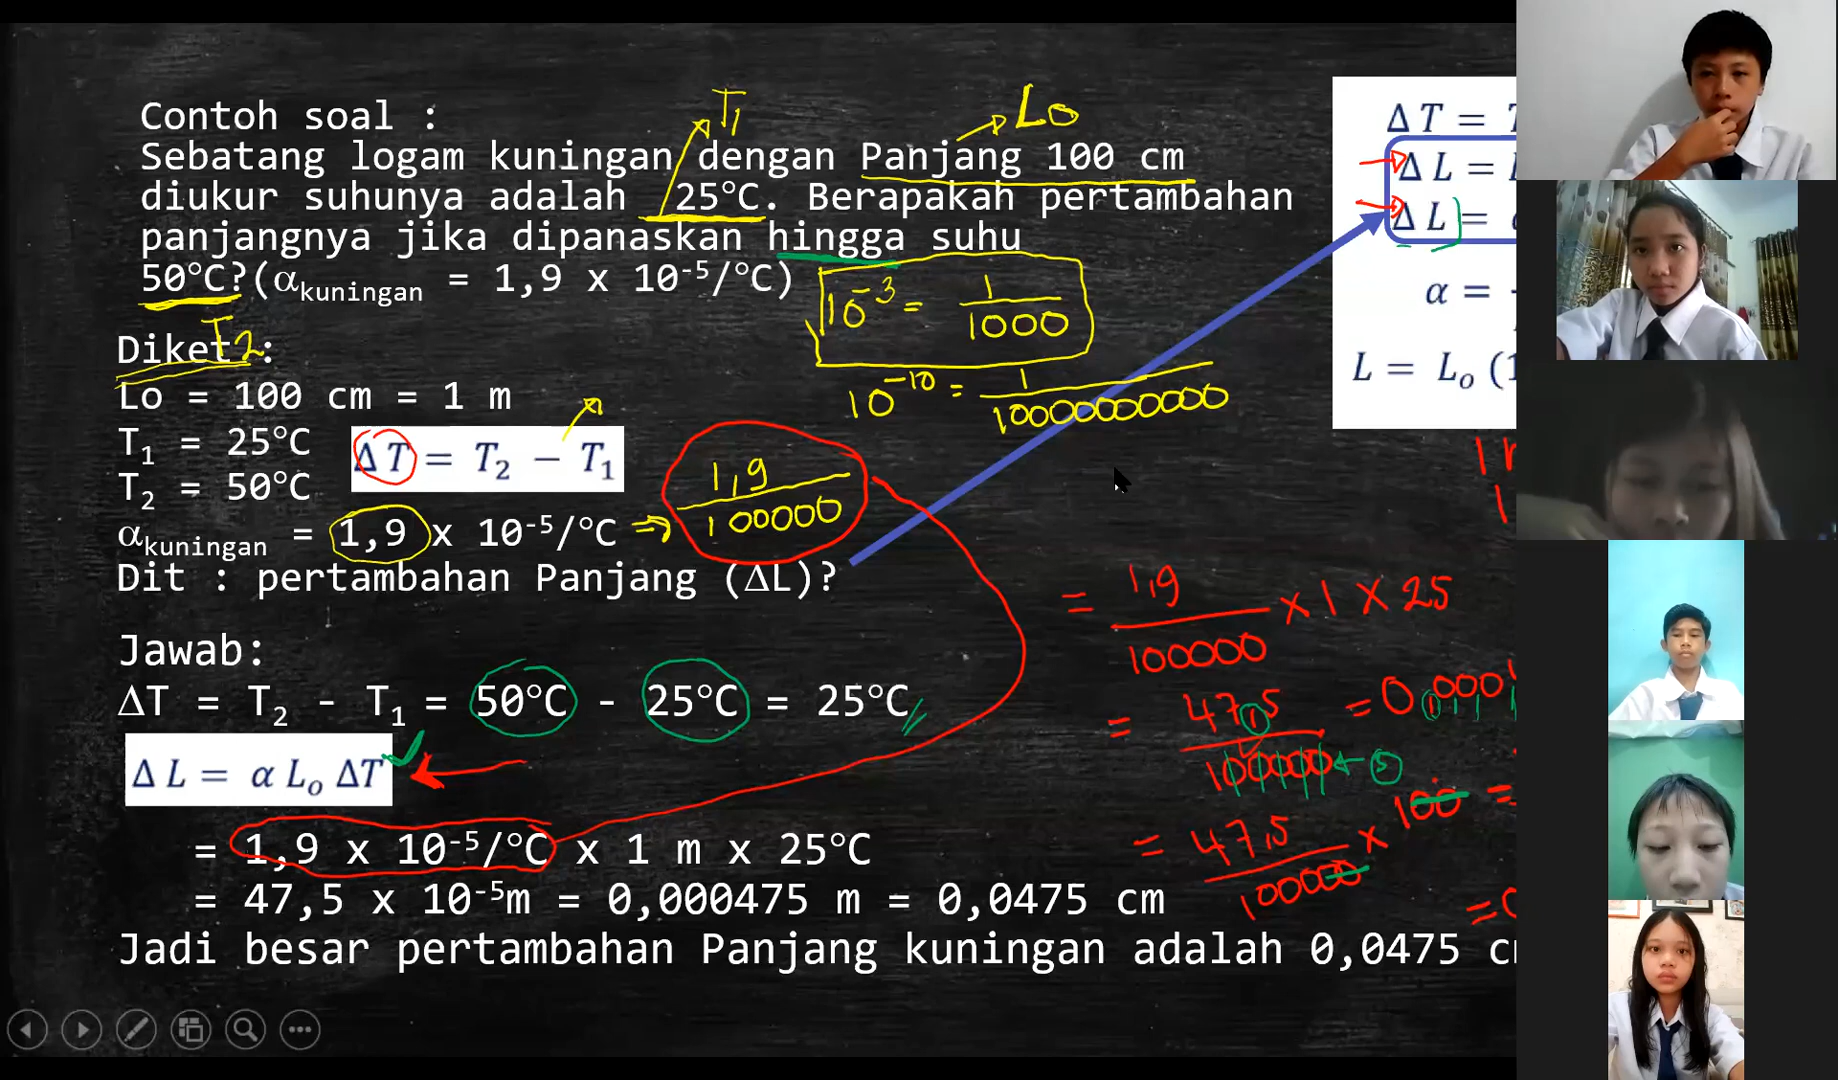 Contoh soal :
Sebatang logam kuningan dengan Panjang 100 cm
diukur suhunya adalah 25°C. Berapakah pertambahan
panjangnya jika dipanaskan hingga suhu
50°C?(αkuningan = 1,9 x 10⁻⁵/°C)
T1
Lo
T2
10⁻³ = 1/1000
10⁻¹⁰ = 1/10000000000
Diket :
Lo = 100 cm = 1 m
T₁ = 25°C
T₂ = 50°C
Δ T = T₂ − T₁
αkuningan = 1,9 x 10⁻⁵/°C ⇒ 1,9/100000
Dit : pertambahan Panjang (ΔL)?
Jawab:
ΔT = T₂ - T₁ = 50°C - 25°C = 25°C
Δ L = α Lₒ ΔT
= 1,9 x 10⁻⁵/°C x 1 m x 25°C
= 47,5 x 10⁻⁵m = 0,000475 m = 0,0475 cm
Jadi besar pertambahan Panjang kuningan adalah 0,0475
Δ T =
Δ L =
Δ L =
α =
L = Lₒ (1
= 1,9/100000 x 1 x 25
= 47,5/100000 = 0,000
5
= 47,5/100000 x 100 =